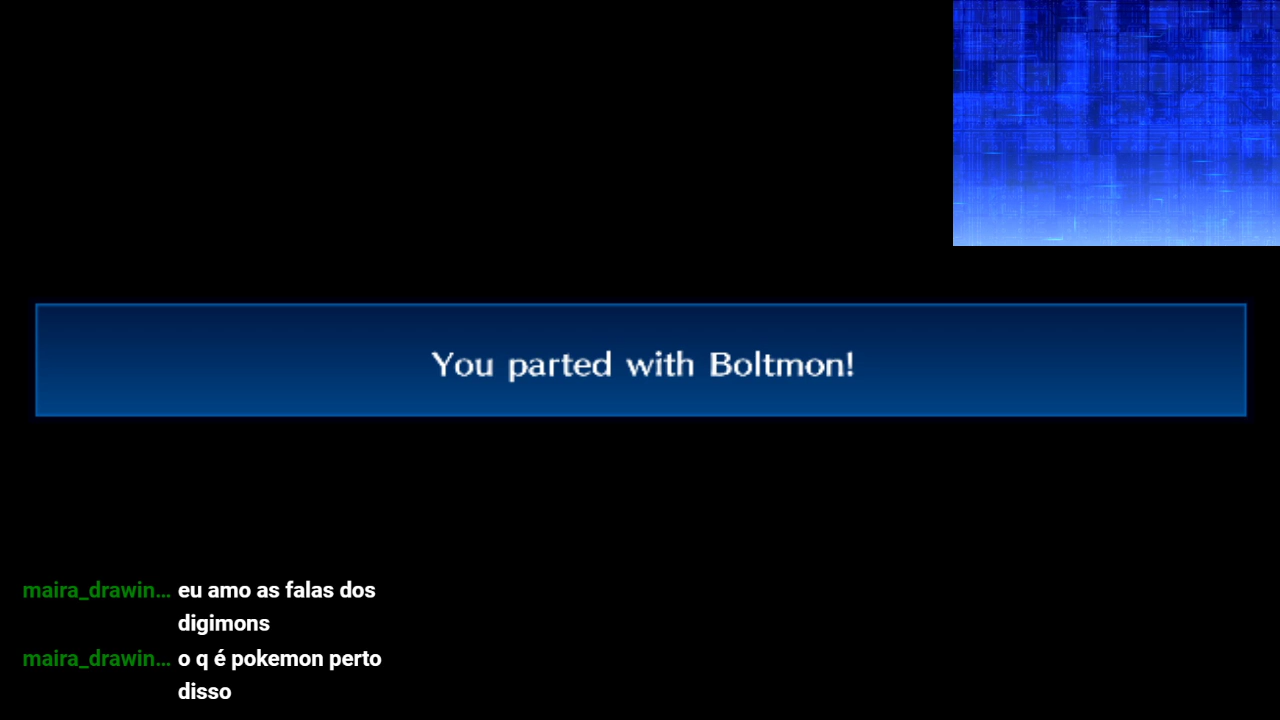 You parted with Boltmon!
maira_drawin... eu amo as falas dos
digimons
maira_drawin... o q é pokemon perto
disso